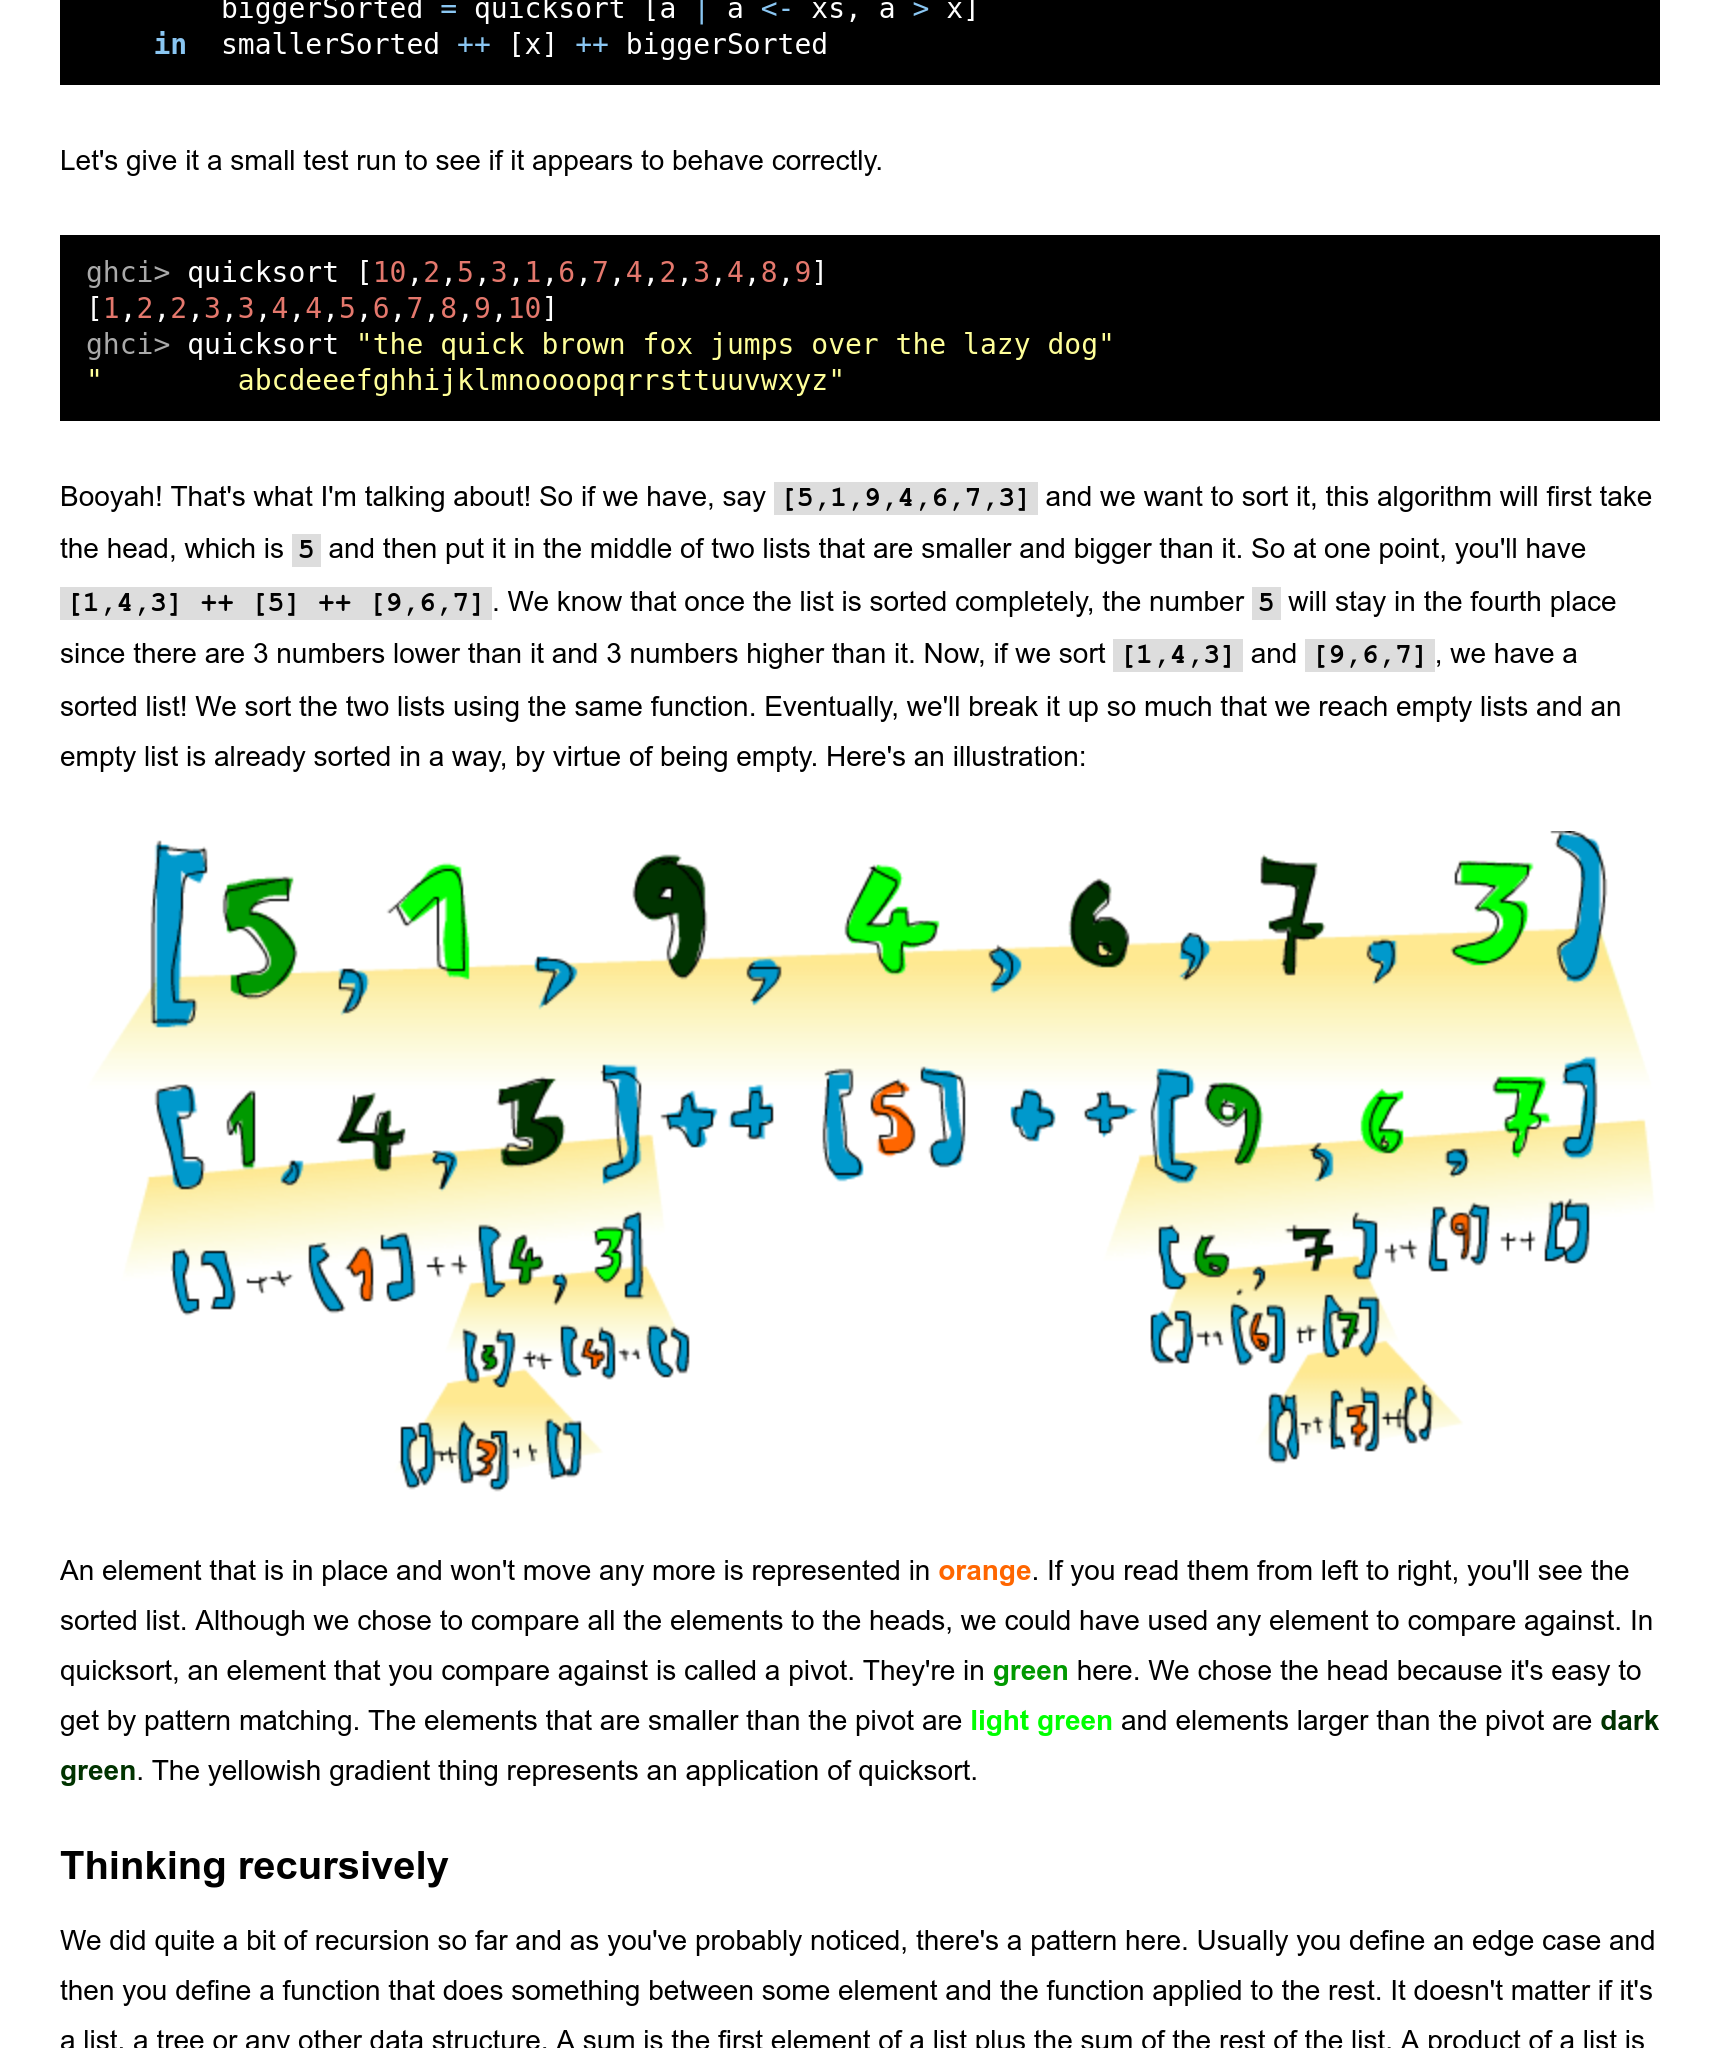 biggerSorted = quicksort [a | a <- xs, a > x]
in  smallerSorted ++ [x] ++ biggerSorted
Let's give it a small test run to see if it appears to behave correctly.
ghci> quicksort [10,2,5,3,1,6,7,4,2,3,4,8,9]
[1,2,2,3,3,4,4,5,6,7,8,9,10]
ghci> quicksort "the quick brown fox jumps over the lazy dog"
"        abcdeeefghhijklmnoooopqrrsttuuvwxyz"
Booyah! That's what I'm talking about! So if we have, say [5,1,9,4,6,7,3] and we want to sort it, this algorithm will first take
the head, which is 5 and then put it in the middle of two lists that are smaller and bigger than it. So at one point, you'll have
[1,4,3] ++ [5] ++ [9,6,7]. We know that once the list is sorted completely, the number 5 will stay in the fourth place
since there are 3 numbers lower than it and 3 numbers higher than it. Now, if we sort [1,4,3] and [9,6,7], we have a
sorted list! We sort the two lists using the same function. Eventually, we'll break it up so much that we reach empty lists and an
empty list is already sorted in a way, by virtue of being empty. Here's an illustration:
[5,1,9,4,6,7,3]
[1,4,3]++[5]++[9,6,7]
[]++[1]++[4,3] [6,7]++[9]++[]
[3]++[4]++[] []++[6]++[7]
[]++[3]++[] []++[7]++[]
An element that is in place and won't move any more is represented in orange. If you read them from left to right, you'll see the
sorted list. Although we chose to compare all the elements to the heads, we could have used any element to compare against. In
quicksort, an element that you compare against is called a pivot. They're in green here. We chose the head because it's easy to
get by pattern matching. The elements that are smaller than the pivot are light green and elements larger than the pivot are dark
green. The yellowish gradient thing represents an application of quicksort.
Thinking recursively
We did quite a bit of recursion so far and as you've probably noticed, there's a pattern here. Usually you define an edge case and
then you define a function that does something between some element and the function applied to the rest. It doesn't matter if it's
a list, a tree or any other data structure. A sum is the first element of a list plus the sum of the rest of the list. A product of a list is